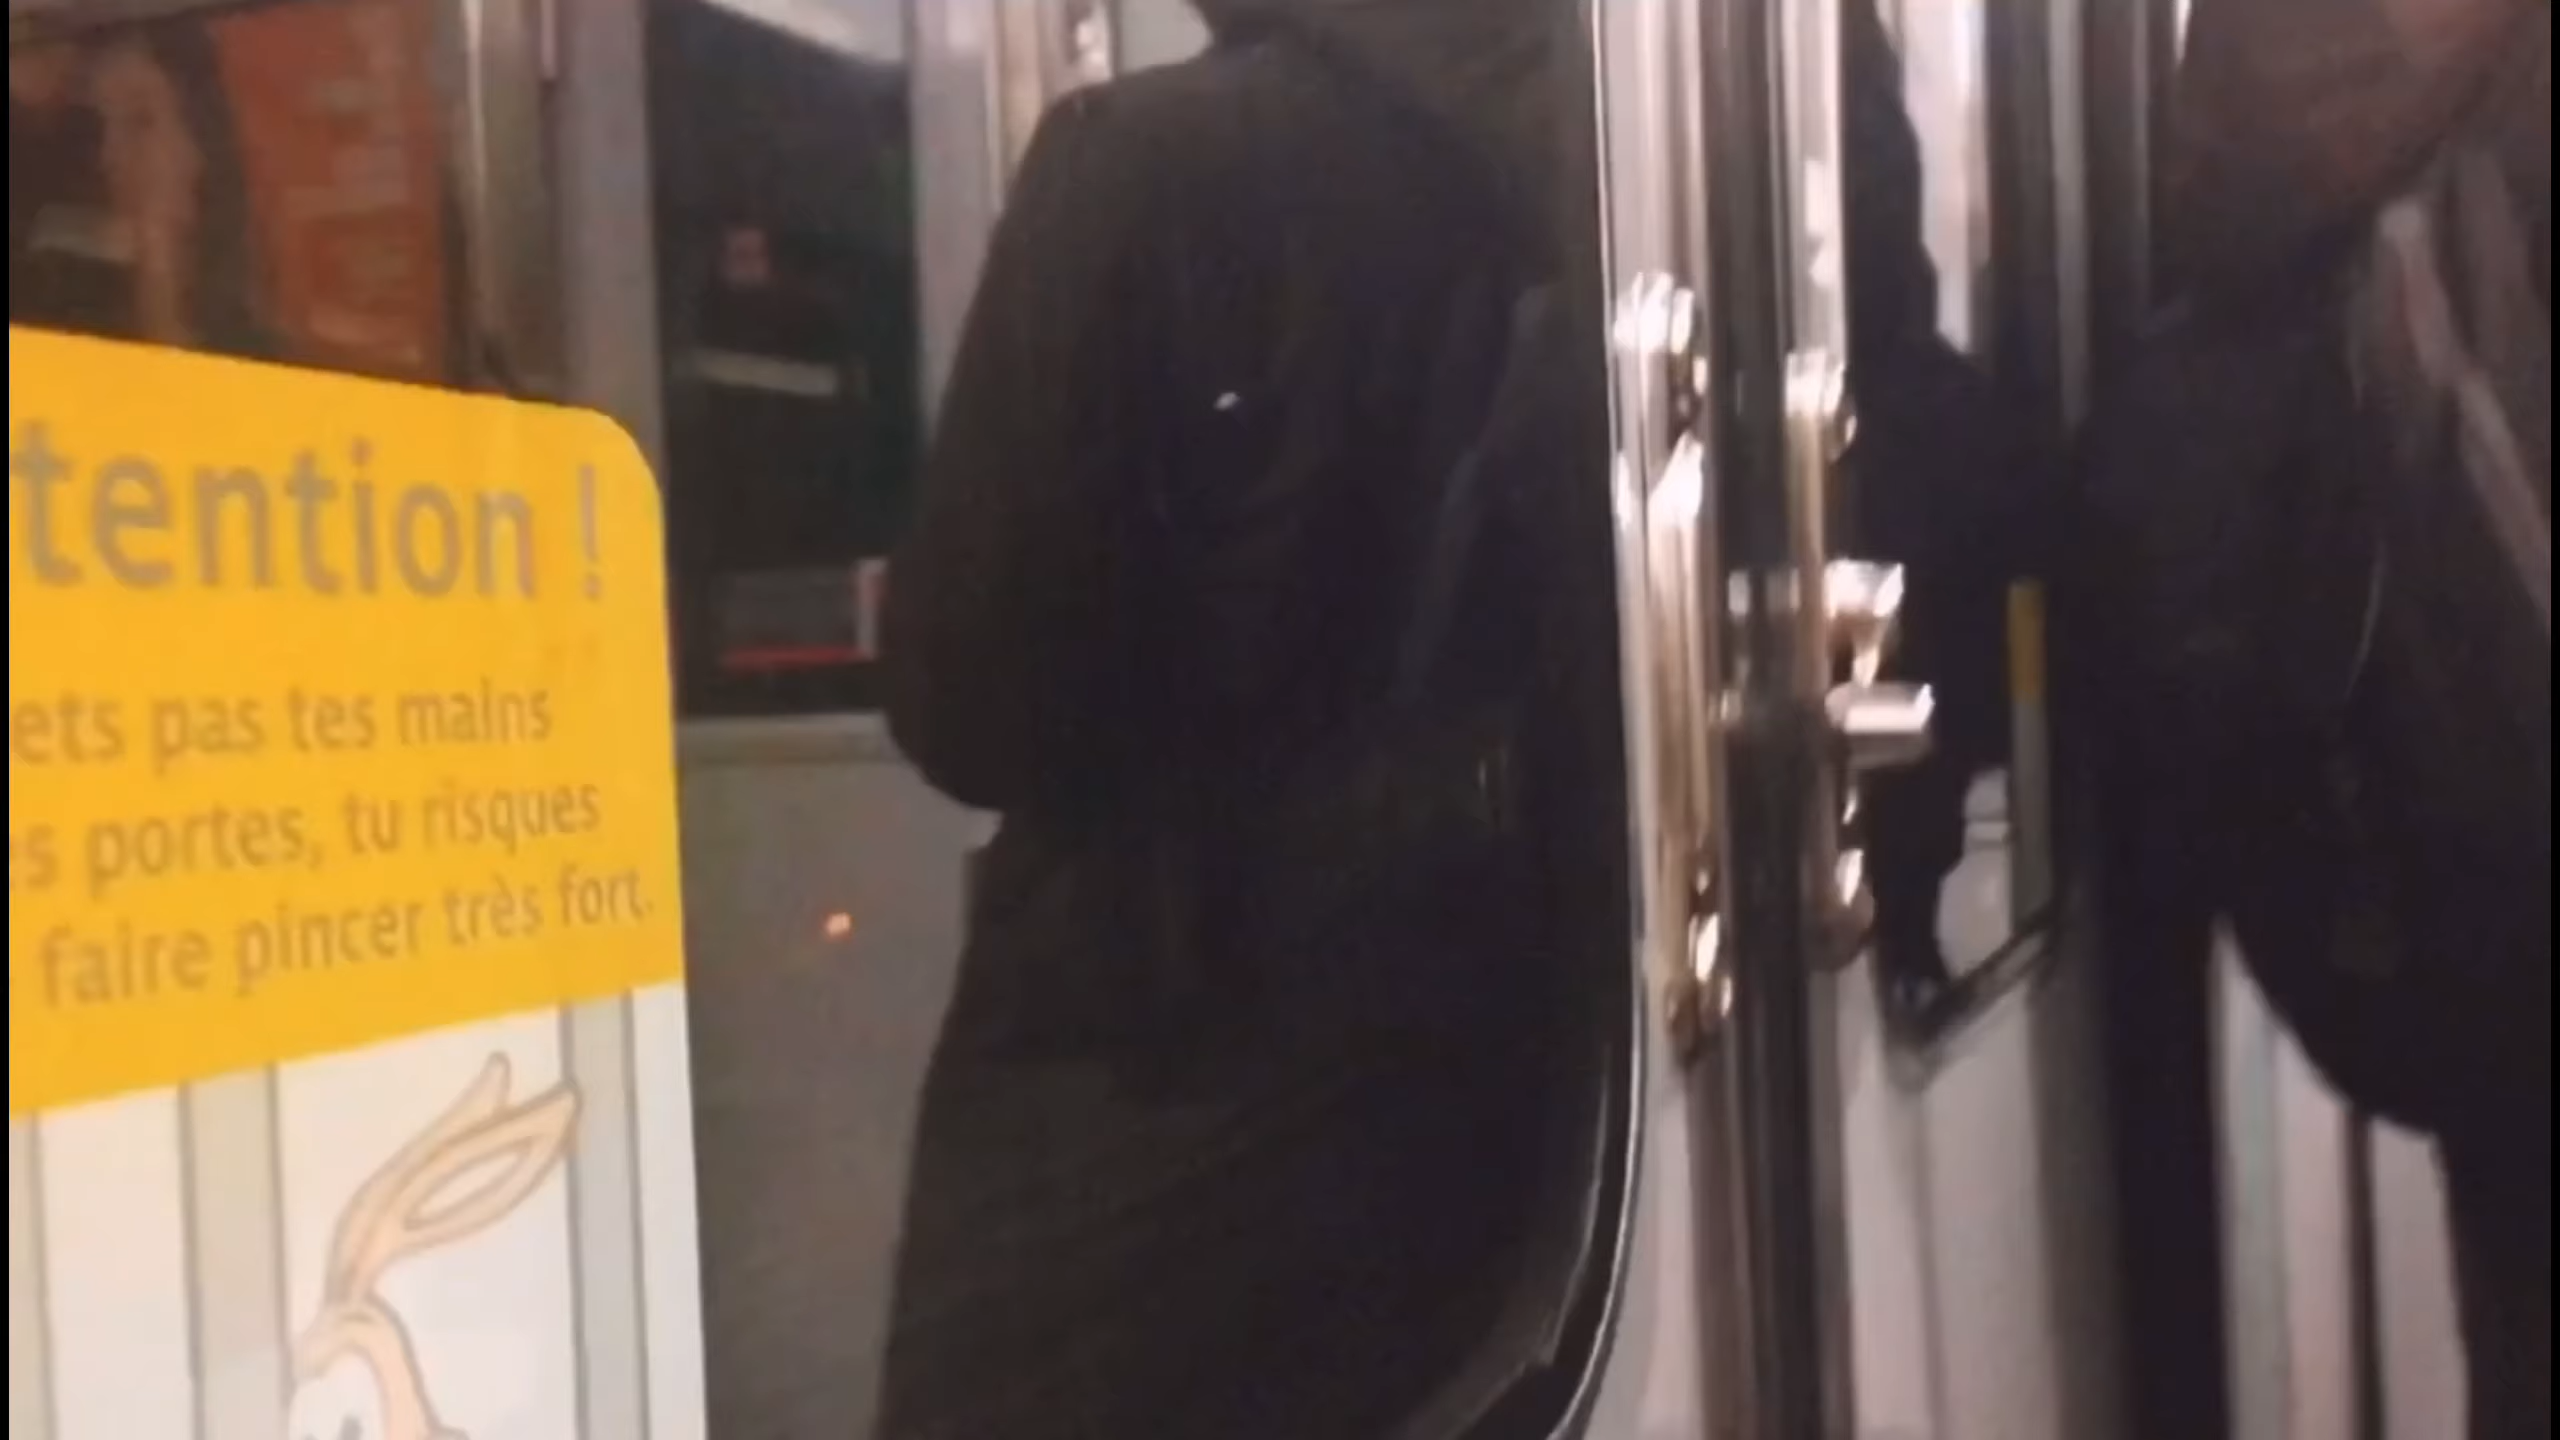 tention !
ets pas tes mains
s portes, tu risques
faire pincer très fort.